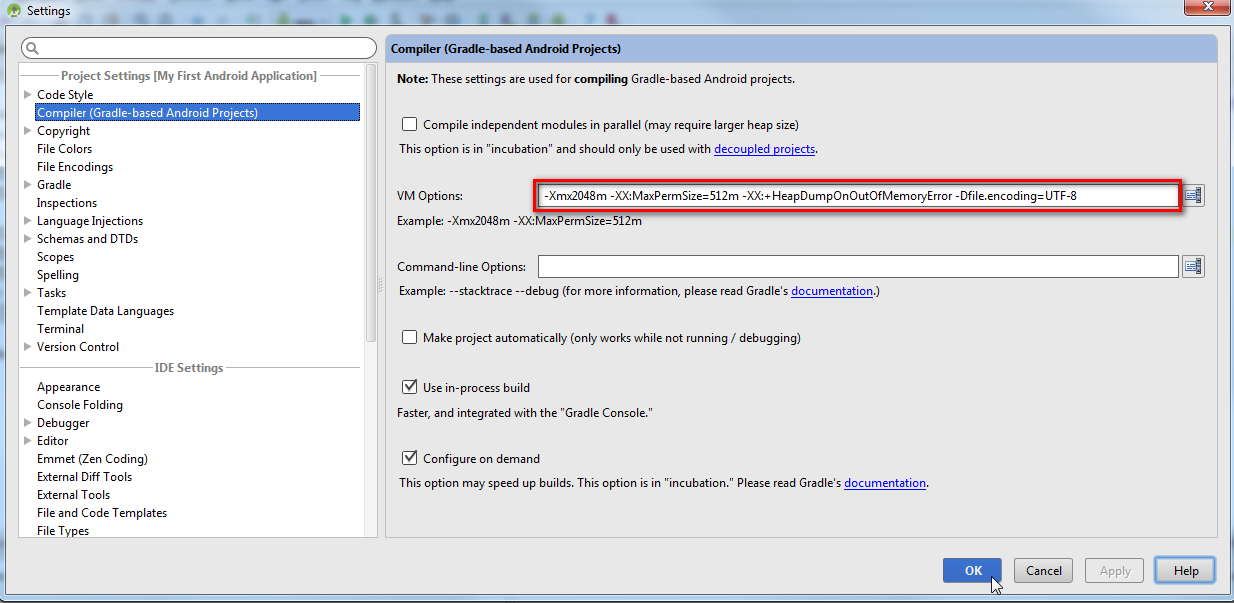 Settings
Project Settings [My First Android Application]
Code Style
Compiler (Gradle-based Android Projects)
Copyright
File Colors
File Encodings
Gradle
Inspections
Language Injections
Schemas and DTDs
Scopes
Spelling
Tasks
Template Data Languages
Terminal
Version Control
IDE Settings
Appearance
Console Folding
Debugger
Editor
Emmet (Zen Coding)
External Diff Tools
External Tools
File and Code Templates
File Types
Compiler (Gradle-based Android Projects)
Note: These settings are used for compiling Gradle-based Android projects.
Compile independent modules in parallel (may require larger heap size)
This option is in "incubation" and should only be used with decoupled projects.
VM Options: -Xmx2048m -XX:MaxPermSize=512m -XX:+HeapDumpOnOutOfMemoryError -Dfile.encoding=UTF-8
Example: -Xmx2048m -XX:MaxPermSize=512m
Command-line Options:
Example: --stacktrace --debug (for more information, please read Gradle's documentation.)
Make project automatically (only works while not running / debugging)
Use in-process build
Faster, and integrated with the "Gradle Console."
Configure on demand
This option may speed up builds. This option is in "incubation." Please read Gradle's documentation.
OK Cancel Apply Help